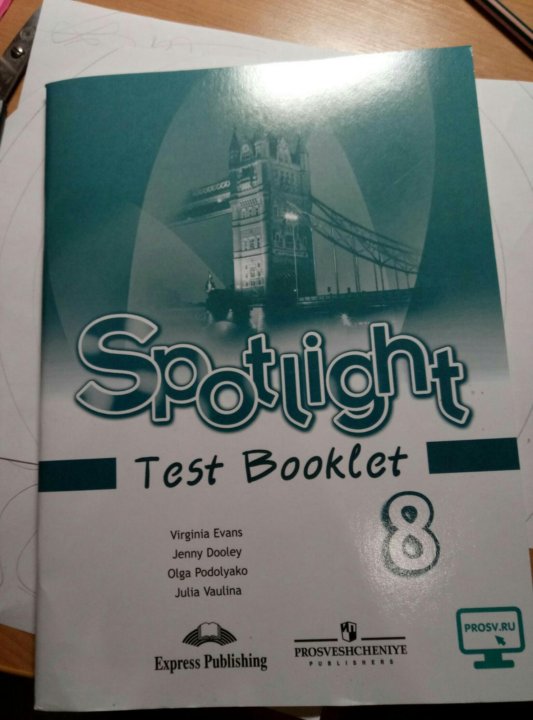 Spotlight
Test Booklet
8
Virginia Evans
Jenny Dooley
Olga Podolyako
Julia Vaulina
Express Publishing
PROSVESHCHENIYE
PUBLISHERS
PROSV.RU